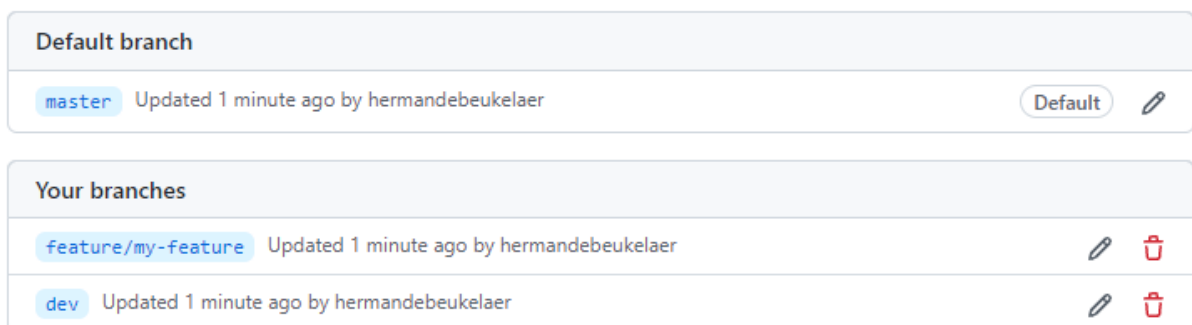 Default branch
master Updated 1 minute ago by hermandebeukelaer Default
Your branches
feature/my-feature Updated 1 minute ago by hermandebeukelaer
dev Updated 1 minute ago by hermandebeukelaer